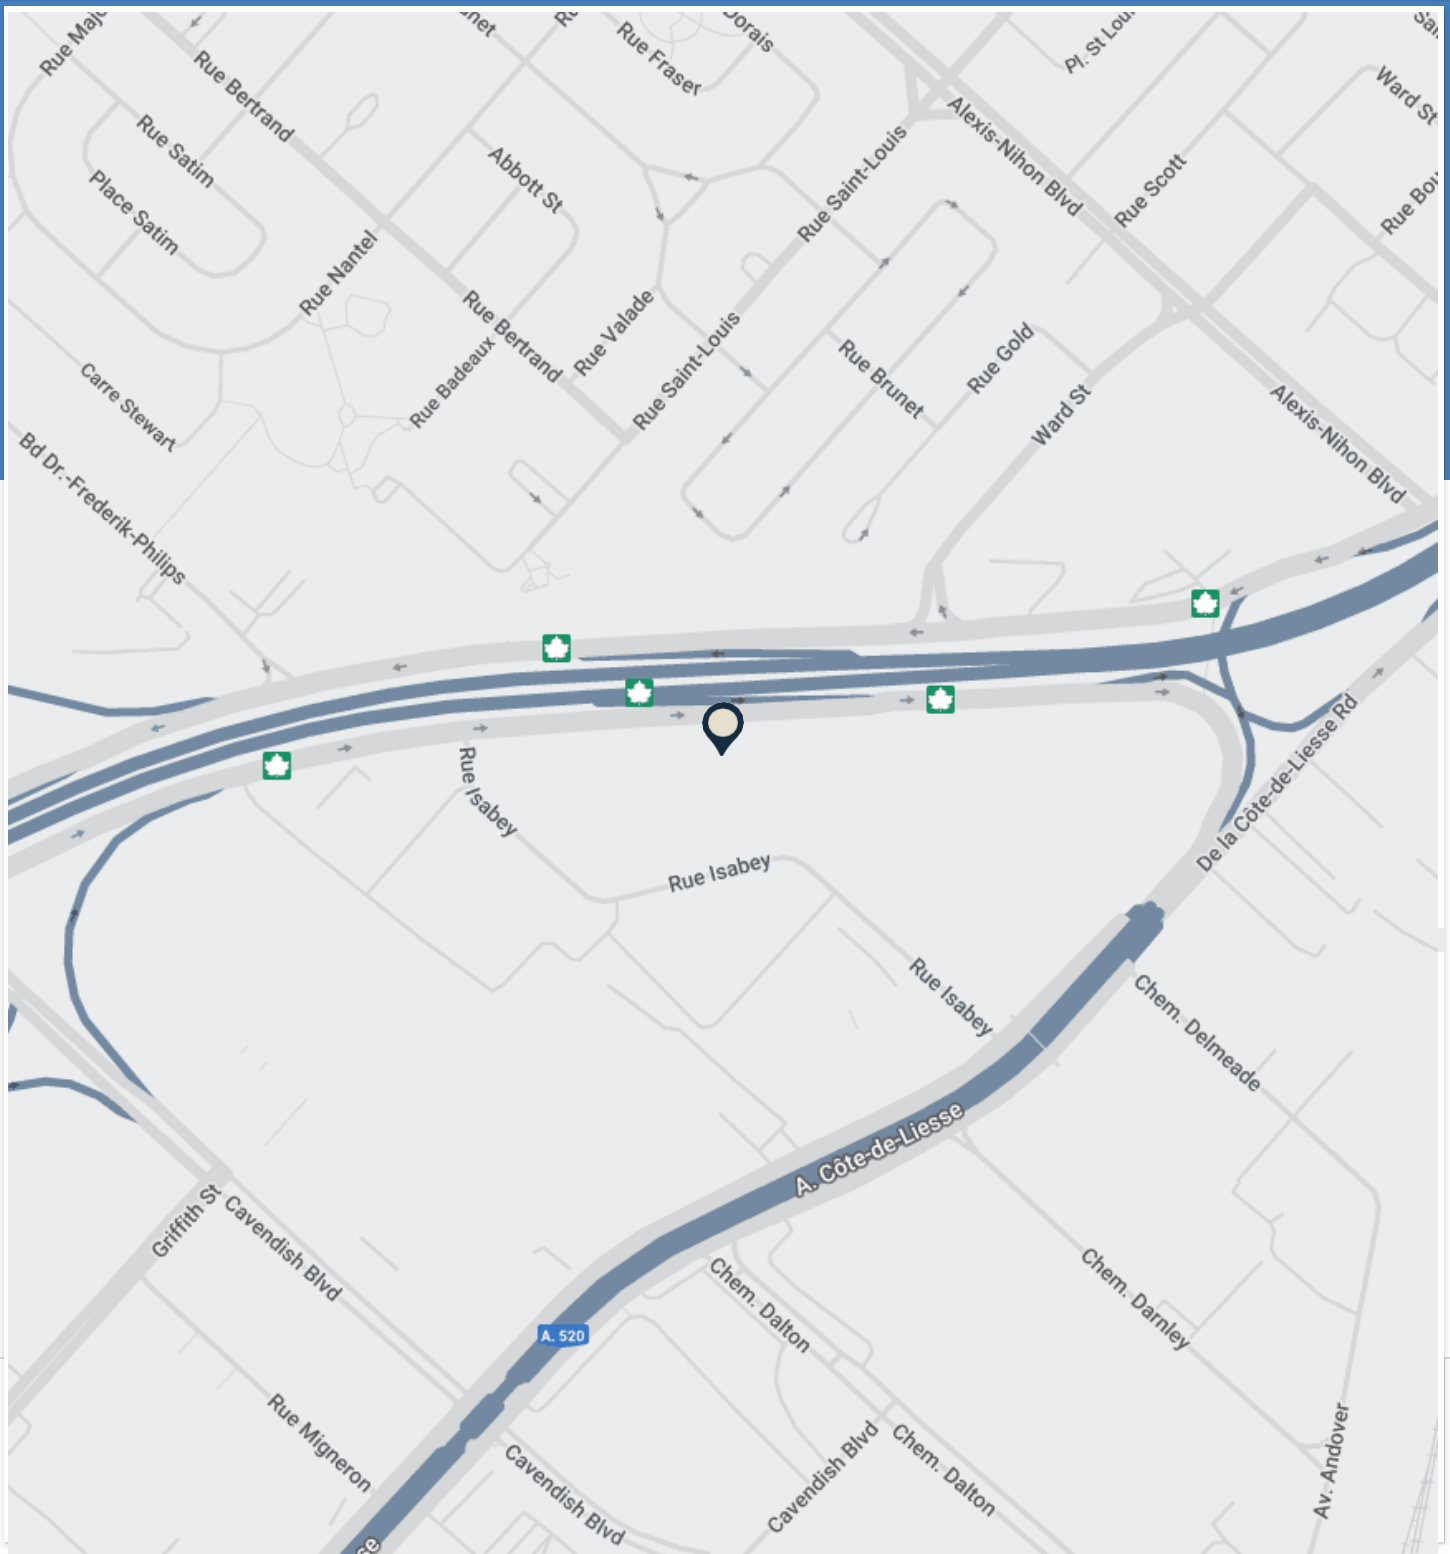 Rue Fraser
Dorais
Pl. St Lou
Rue Bertrand
Ward St
Rue Satim
Alexis-Nihon Blvd
Abbott St
Rue Saint-Louis
Rue Scott
Place Satim
Rue Nantel
Rue Bertrand
Rue Valade
Rue Saint-Louis
Rue Badeaux
Rue Brunet
Rue Gold
Carre Stewart
Ward St
Alexis-Nihon Blvd
Bd Dr.-Frederik-Philips
Rue Isabey
De la Côte-de-Liesse Rd
Rue Isabey
Rue Isabey
Chem. Delmeade
A. Côte-de-Liesse
Griffith St
Cavendish Blvd
Chem. Dalton
Chem. Darnley
A. 520
Rue Migneron
Cavendish Blvd
Cavendish Blvd
Chem. Dalton
Av. Andover